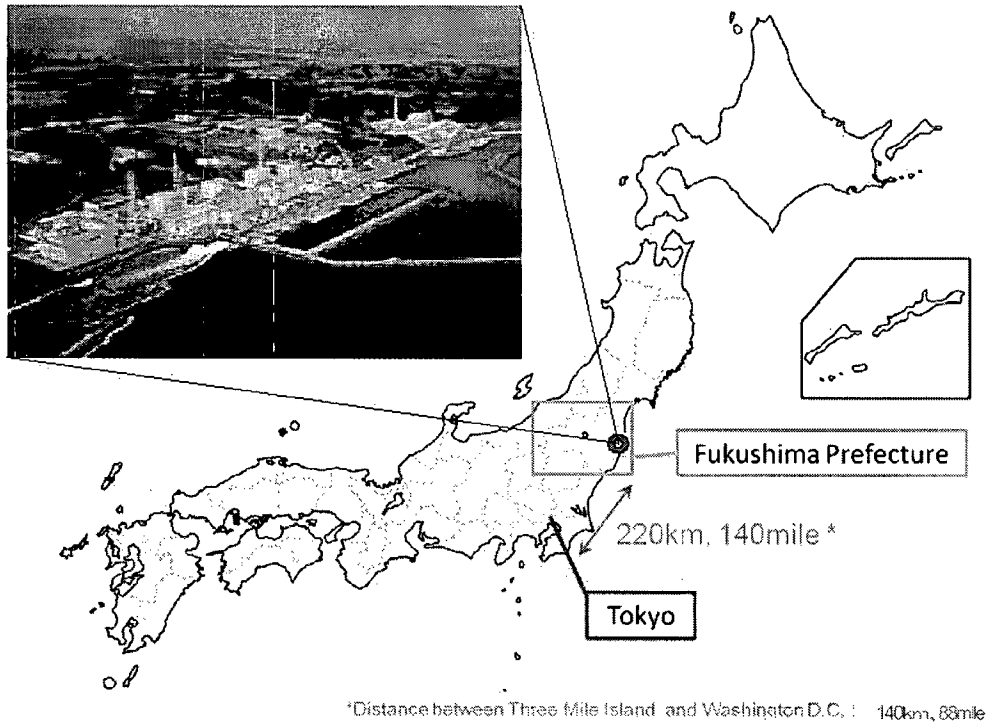 Fukushima Prefecture
220km, 140mile *
Tokyo
*Distance between Three Mile Island and Washington D.C. : 140km, 88mile